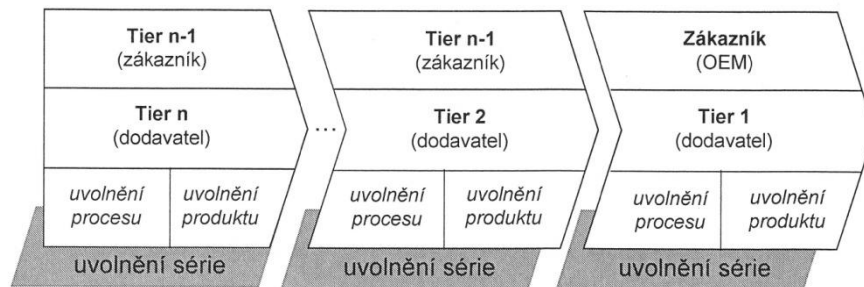 Tier n-1
(zákazník)
Tier n
(dodavatel)
uvolnění
procesu
uvolnění
produktu
uvolnění série
...
Tier n-1
(zákazník)
Tier 2
(dodavatel)
uvolnění
procesu
uvolnění
produktu
uvolnění série
Zákazník
(OEM)
Tier 1
(dodavatel)
uvolnění
procesu
uvolnění
produktu
uvolnění série